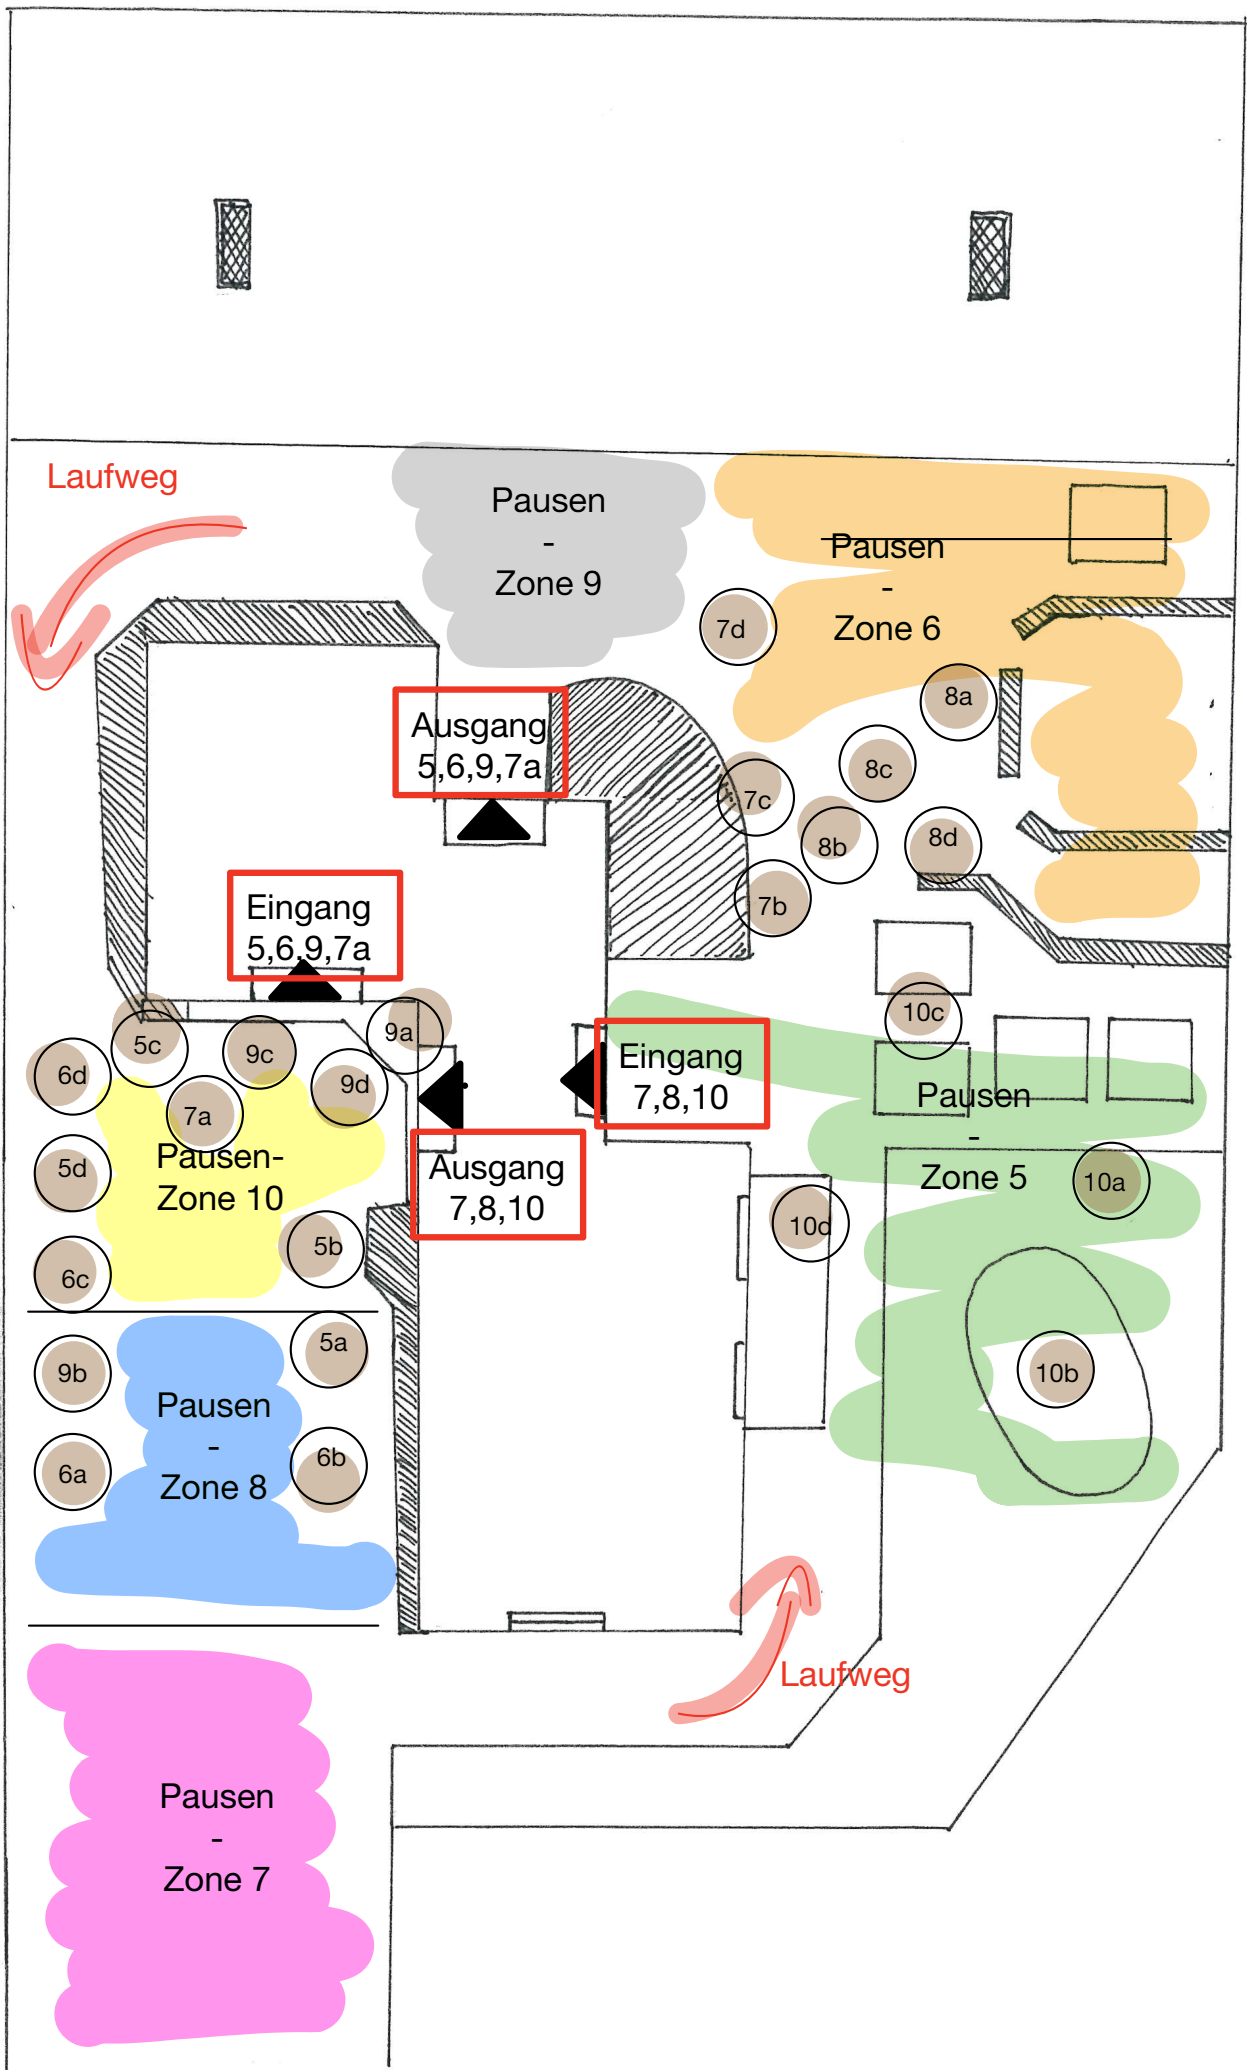 Laufweg
Pausen
-
Zone 9
Pausen
-
Zone 6
7d
8a
Ausgang
5,6,9,7a
8c
7c
8b
8d
Eingang
5,6,9,7a
7b
10c
9a
5c
9c
6d
9d
7a
Eingang
7,8,10
Pausen
-
Zone 5
Pausen-
Zone 10
5d
Ausgang
7,8,10
10a
10d
5b
6c
5a
9b
10b
Pausen
-
Zone 8
6b
6a
Laufweg
Pausen
-
Zone 7